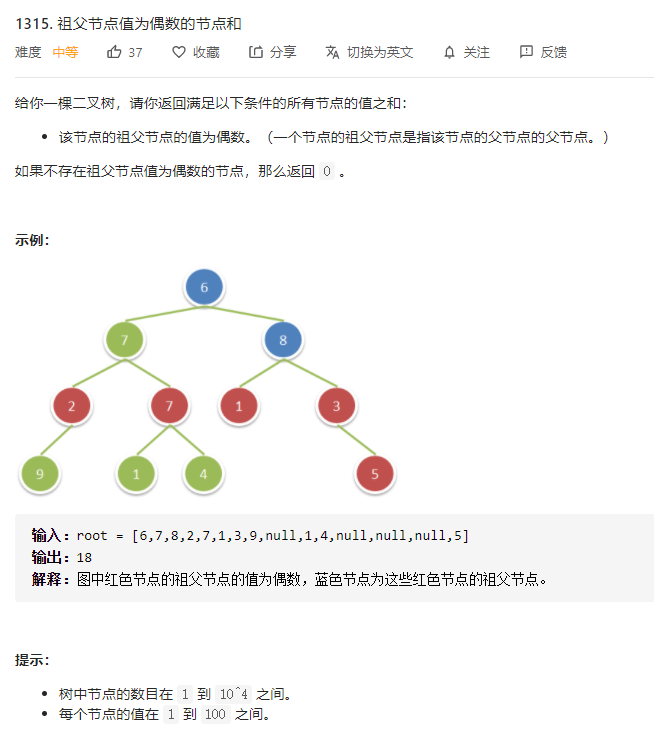 1315. 祖父节点值为偶数的节点和
难度 中等 37 收藏 分享 切换为英文 关注 反馈
给你一棵二叉树，请你返回满足以下条件的所有节点的值之和：
• 该节点的祖父节点的值为偶数。（一个节点的祖父节点是指该节点的父节点的父节点。）
如果不存在祖父节点值为偶数的节点，那么返回 0 。
示例：
6
7 8
2 7 1 3
9 1 4 5
输入：root = [6,7,8,2,7,1,3,9,null,1,4,null,null,null,5]
输出：18
解释：图中红色节点的祖父节点的值为偶数，蓝色节点为这些红色节点的祖父节点。
提示：
• 树中节点的数目在 1 到 10^4 之间。
• 每个节点的值在 1 到 100 之间。